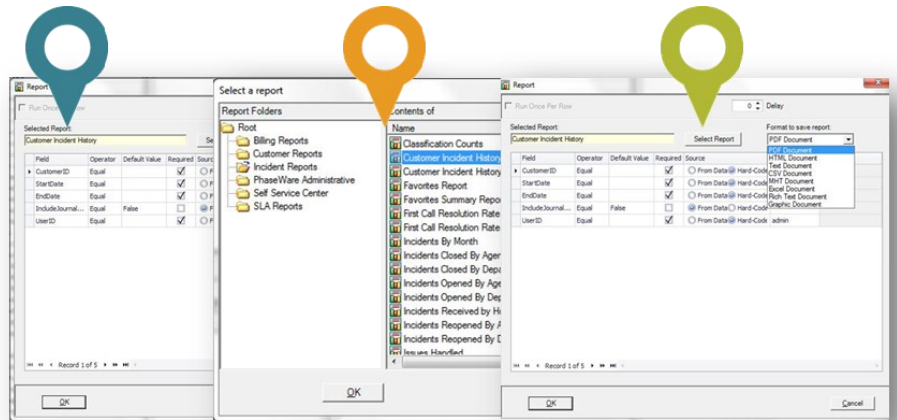 Report
Run Once Per Row
Selected Report:
Customer Incident History
Se
Field Operator Default Value Required Sourc
CustomerID Equal
StartDate Equal
EndDate Equal
IncludeJournal... Equal False
UserID Equal
Record 1 of 5
OK
Select a report
Report Folders
Root
Billing Reports
Customer Reports
Incident Reports
PhaseWare Administrative
Self Service Center
SLA Reports
Contents of
Name
Classification Counts
Customer Incident History
Customer Incident History
Favorites Report
Favorites Summary Repor
First Call Resolution Rate
First Call Resolution Rate
Incidents By Month
Incidents Closed By Agen
Incidents Closed By Depa
Incidents Opened By Age
Incidents Opened By Dep
Incidents Received by Ho
Incidents Reopened By A
Incidents Reopened By D
Issues Handled
OK
Report
Run Once Per Row
0 Delay
Selected Report:
Customer Incident History
Select Report
Format to save report:
PDF Document
PDF Document
HTML Document
Text Document
CSV Document
MHT Document
Excel Document
Rich Text Document
Graphic Document
Field Operator Default Value Required Source
CustomerID Equal From Data Hard-Code
StartDate Equal From Data Hard-Code
EndDate Equal From Data Hard-Code
IncludeJournal... Equal False From Data Hard-Code
UserID Equal From Data Hard-Code admin
Record 1 of 5
OK
Cancel